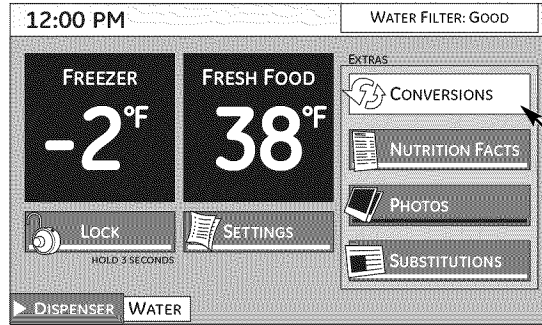 12:00 PM
WATER FILTER: GOOD
FREEZER
-2°F
FRESH FOOD
38°F
EXTRAS
CONVERSIONS
NUTRITION FACTS
PHOTOS
SUBSTITUTIONS
LOCK
HOLD 3 SECONDS
SETTINGS
DISPENSER
WATER